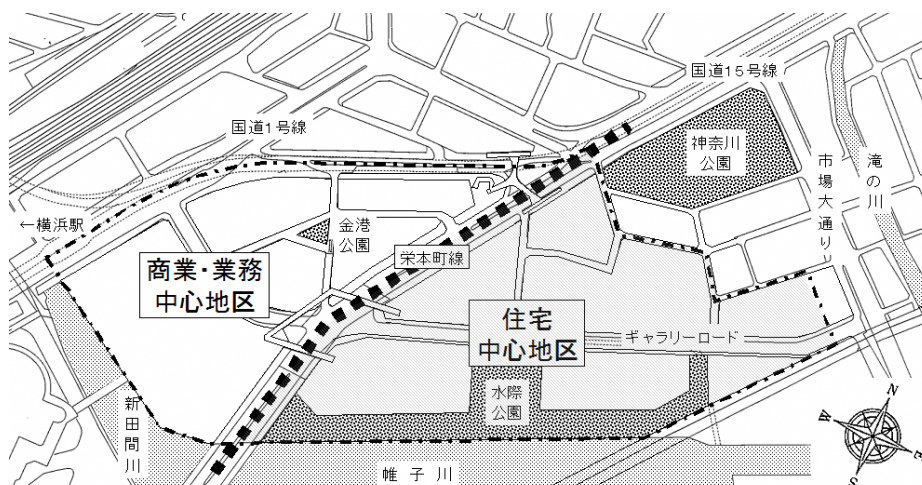 国道15号線
国道1号線
神奈川
公園
市場大通り
滝の川
←横浜駅
金港
公園
栄本町線
商業・業務
中心地区
住宅
中心地区
ギャラリーロード
水際
公園
新田間川
帷子川
N
W
E
S